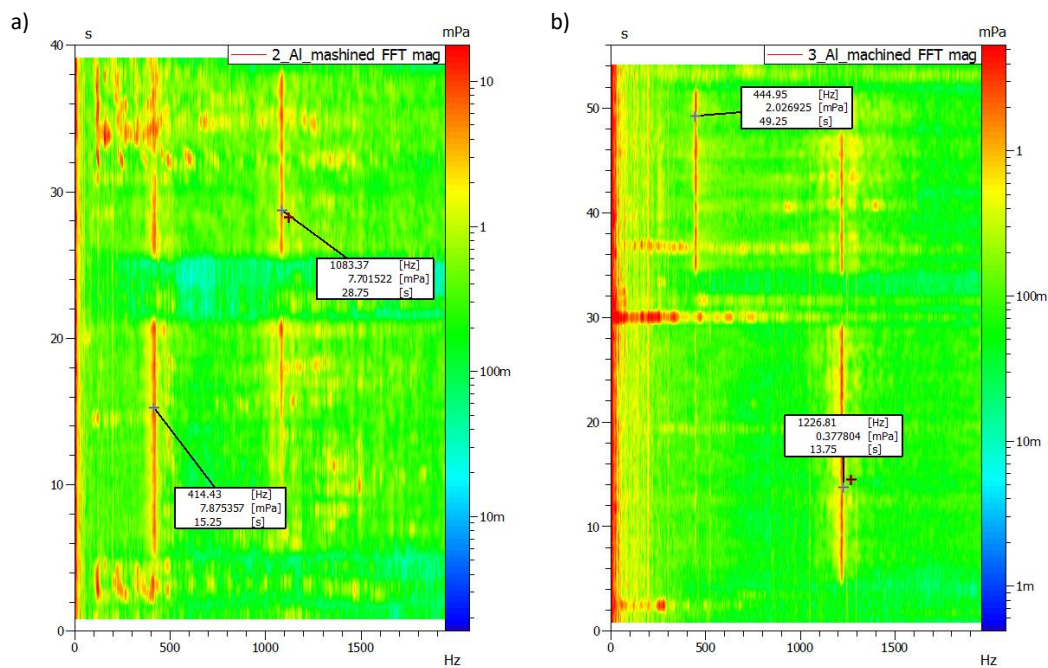 a)
s
mPa
2_Al_mashined FFT mag
40
30
20
10
0
0
500
1000
1500
Hz
10
1
100m
10m
1083.37 [Hz]
7.701522 [mPa]
28.75 [s]
414.43 [Hz]
7.875357 [mPa]
15.25 [s]
b)
s
mPa
3_Al_machined FFT mag
50
40
30
20
10
0
0
500
1000
1500
Hz
1
100m
10m
1m
444.95 [Hz]
2.026925 [mPa]
49.25 [s]
1226.81 [Hz]
0.377804 [mPa]
13.75 [s]